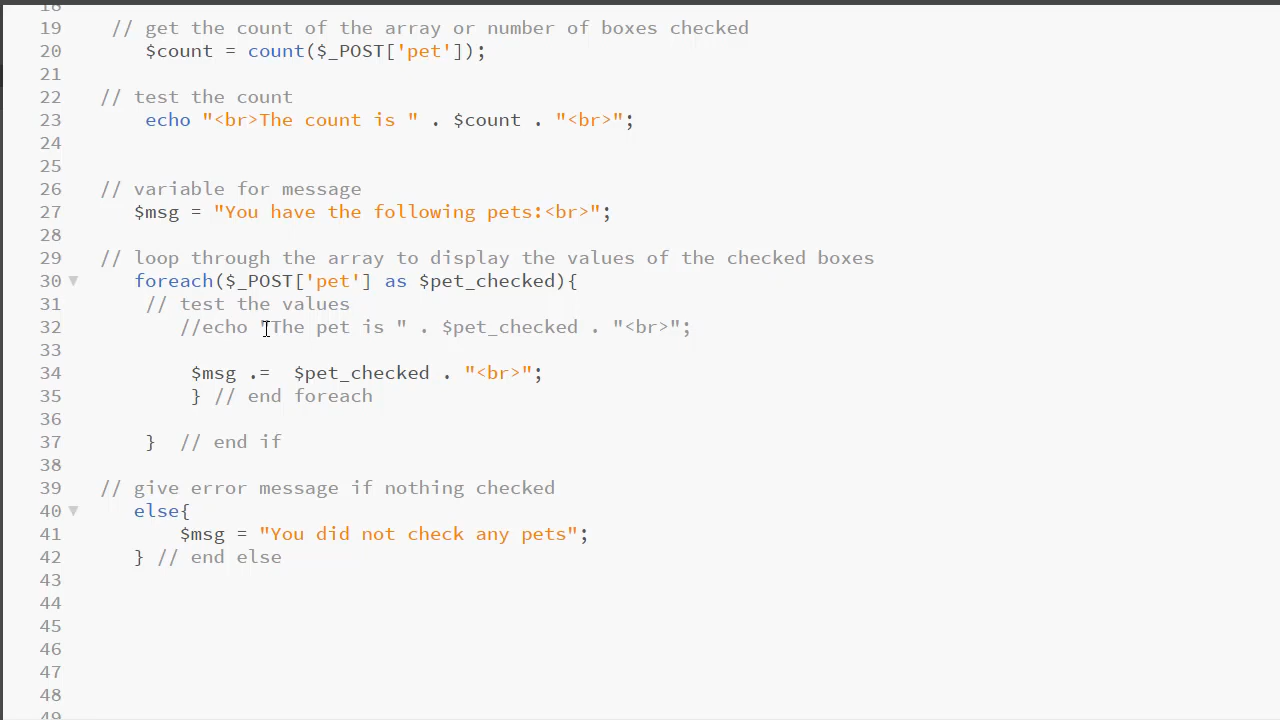 18
19 // get the count of the array or number of boxes checked
20 $count = count($_POST['pet']);
21
22 // test the count
23 echo "<br>The count is " . $count . "<br>";
24
25
26 // variable for message
27 $msg = "You have the following pets:<br>";
28
29 // loop through the array to display the values of the checked boxes
30 foreach($_POST['pet'] as $pet_checked){
31 // test the values
32 //echo "The pet is " . $pet_checked . "<br>";
33
34 $msg .=  $pet_checked . "<br>";
35 } // end foreach
36
37 }  // end if
38
39 // give error message if nothing checked
40 else{
41 $msg = "You did not check any pets";
42 } // end else
43
44
45
46
47
48
49